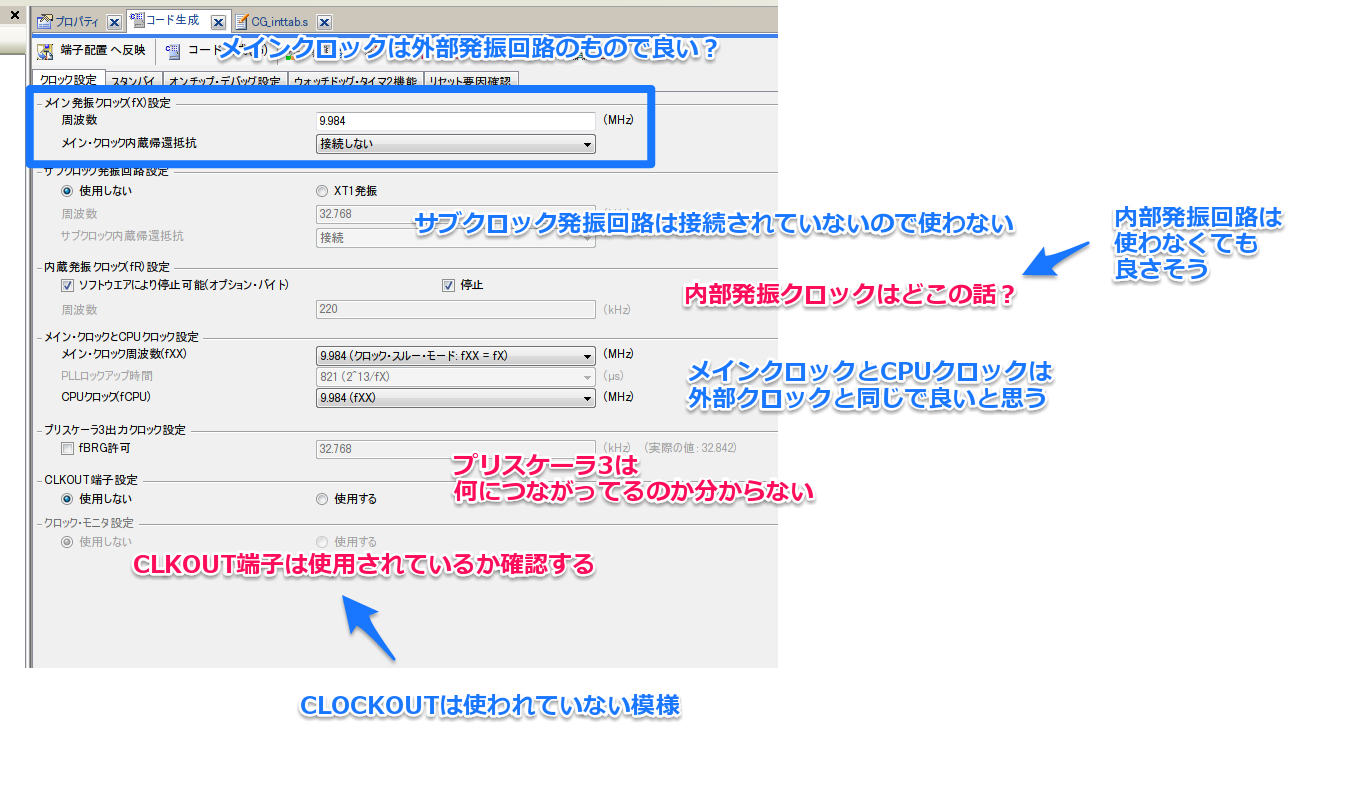 プロパティ
コード生成
CG_inttab.s
端子配置へ反映
コード
メインクロックは外部発振回路のもので良い？
クロック設定
スタンバイ
オンチップ・デバッグ設定
ウォッチドッグ・タイマ2機能
リセット要因確認
メイン発振クロック(fX)設定
周波数
9.984
(MHz)
メイン・クロック内蔵帰還抵抗
接続しない
サブクロック発振回路設定
使用しない
XT1発振
周波数
32.768
サブクロック内蔵帰還抵抗
接続
サブクロック発振回路は接続されていないので使わない
内部発振回路は
使わなくても
良さそう
内蔵発振クロック(fR)設定
ソフトウエアにより停止可能(オプション・バイト)
停止
内部発振クロックはどこの話？
周波数
220
(kHz)
メイン・クロックとCPUクロック設定
メイン・クロック周波数(fXX)
9.984 (クロック・スルー・モード: fXX = fX)
(MHz)
PLLロックアップ時間
821 (2^13/fX)
(μs)
CPUクロック(fCPU)
9.984 (fXX)
(MHz)
メインクロックとCPUクロックは
外部クロックと同じで良いと思う
プリスケーラ3出力クロック設定
fBRG許可
32.768
(kHz)
(実際の値: 32.842)
プリスケーラ3は
何につながってるのか分からない
CLKOUT端子設定
使用しない
使用する
クロック・モニタ設定
使用しない
使用する
CLKOUT端子は使用されているか確認する
CLOCKOUTは使われていない模様